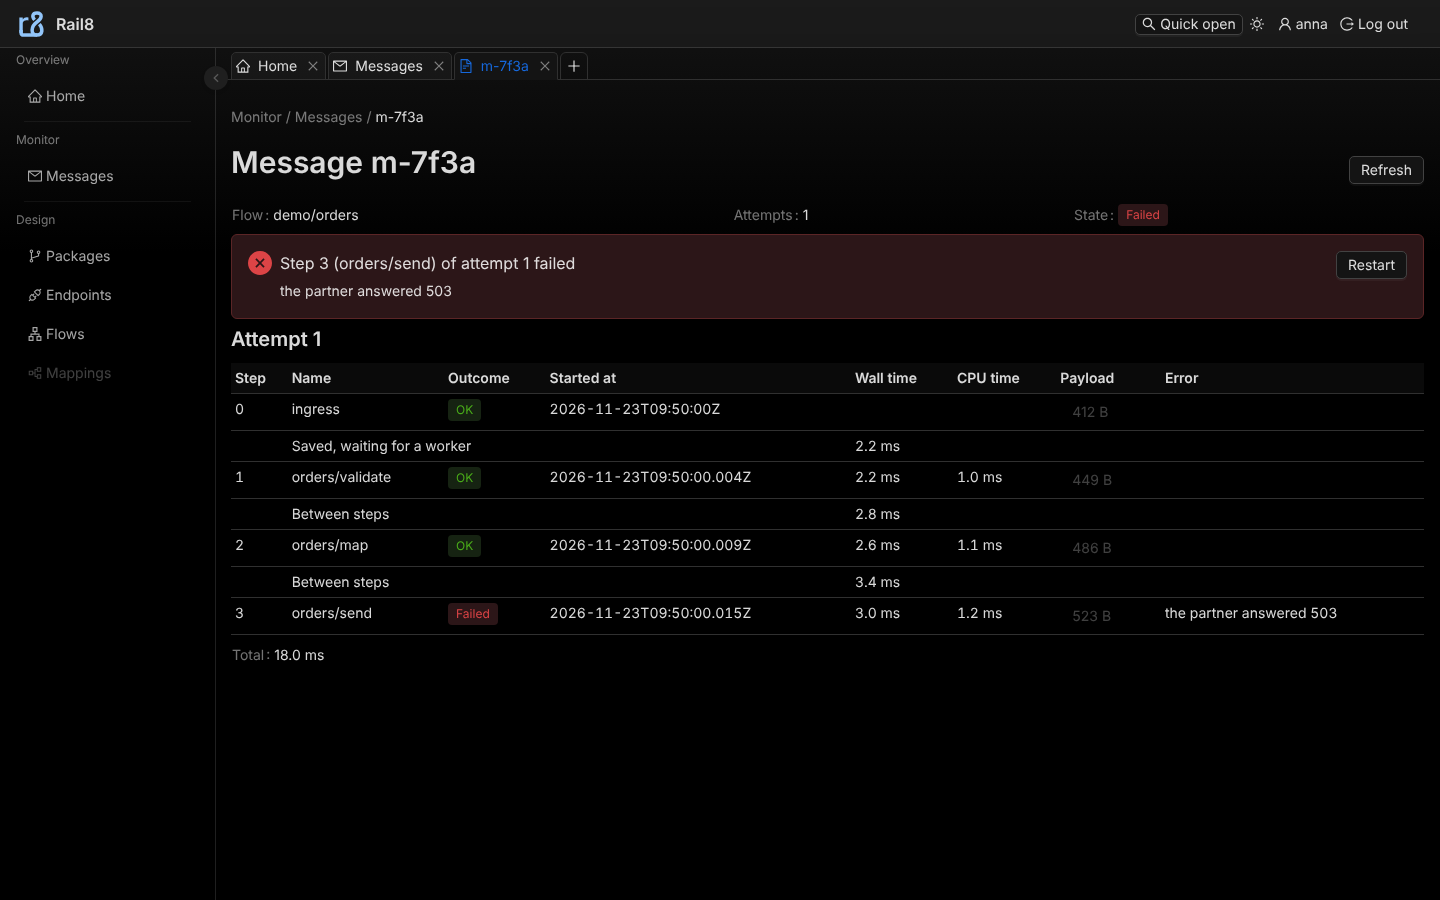 Rail8
Quick open
anna
Log out
Overview
Home
Monitor
Messages
Design
Packages
Endpoints
Flows
Mappings
Home
Messages
m-7f3a
Monitor / Messages / m-7f3a
Message m-7f3a
Refresh
Flow: demo/orders
Attempts: 1
State: Failed
Step 3 (orders/send) of attempt 1 failed
the partner answered 503
Restart
Attempt 1
Step Name Outcome Started at Wall time CPU time Payload Error
0 ingress OK 2026-11-23T09:50:00Z 412 B
Saved, waiting for a worker 2.2 ms
1 orders/validate OK 2026-11-23T09:50:00.004Z 2.2 ms 1.0 ms 449 B
Between steps 2.8 ms
2 orders/map OK 2026-11-23T09:50:00.009Z 2.6 ms 1.1 ms 486 B
Between steps 3.4 ms
3 orders/send Failed 2026-11-23T09:50:00.015Z 3.0 ms 1.2 ms 523 B the partner answered 503
Total: 18.0 ms